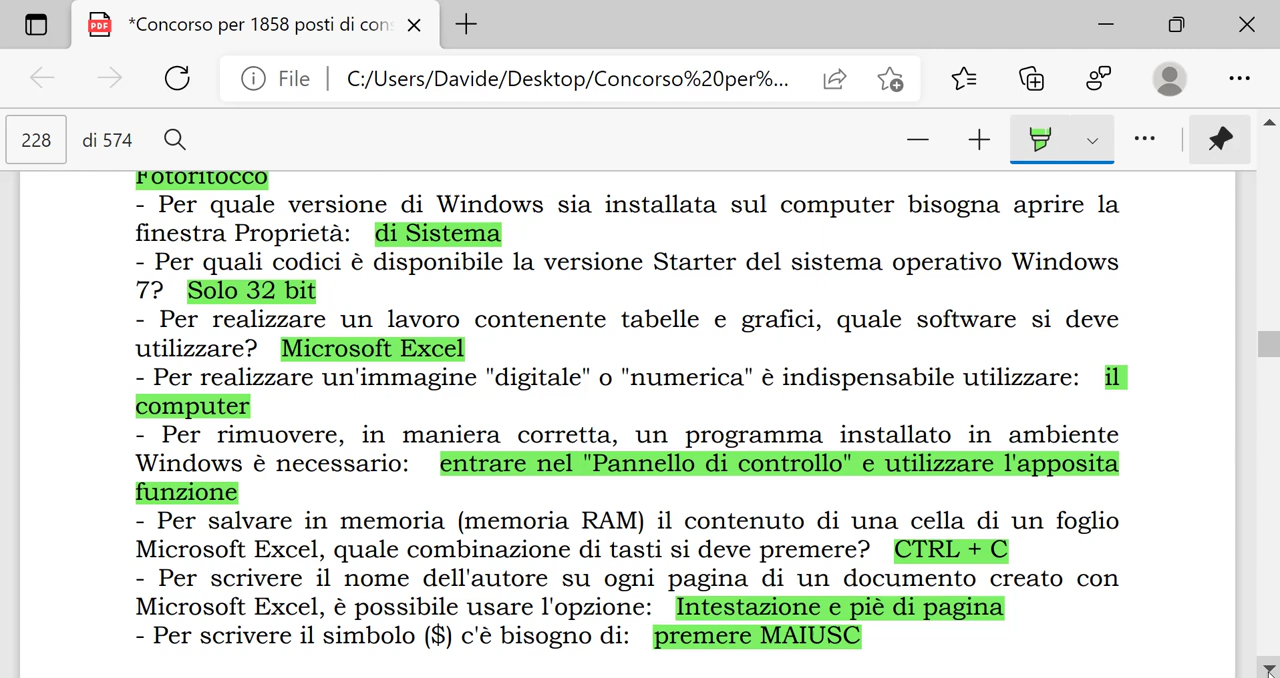 *Concorso per 1858 posti di con
File
C:/Users/Davide/Desktop/Concorso%20per%...
228
di 574
Fotoritocco
- Per quale versione di Windows sia installata sul computer bisogna aprire la
finestra Proprietà: di Sistema
- Per quali codici è disponibile la versione Starter del sistema operativo Windows
7? Solo 32 bit
- Per realizzare un lavoro contenente tabelle e grafici, quale software si deve
utilizzare? Microsoft Excel
- Per realizzare un'immagine "digitale" o "numerica" è indispensabile utilizzare: il
computer
- Per rimuovere, in maniera corretta, un programma installato in ambiente
Windows è necessario: entrare nel "Pannello di controllo" e utilizzare l'apposita
funzione
- Per salvare in memoria (memoria RAM) il contenuto di una cella di un foglio
Microsoft Excel, quale combinazione di tasti si deve premere? CTRL + C
- Per scrivere il nome dell'autore su ogni pagina di un documento creato con
Microsoft Excel, è possibile usare l'opzione: Intestazione e piè di pagina
- Per scrivere il simbolo ($) c'è bisogno di: premere MAIUSC